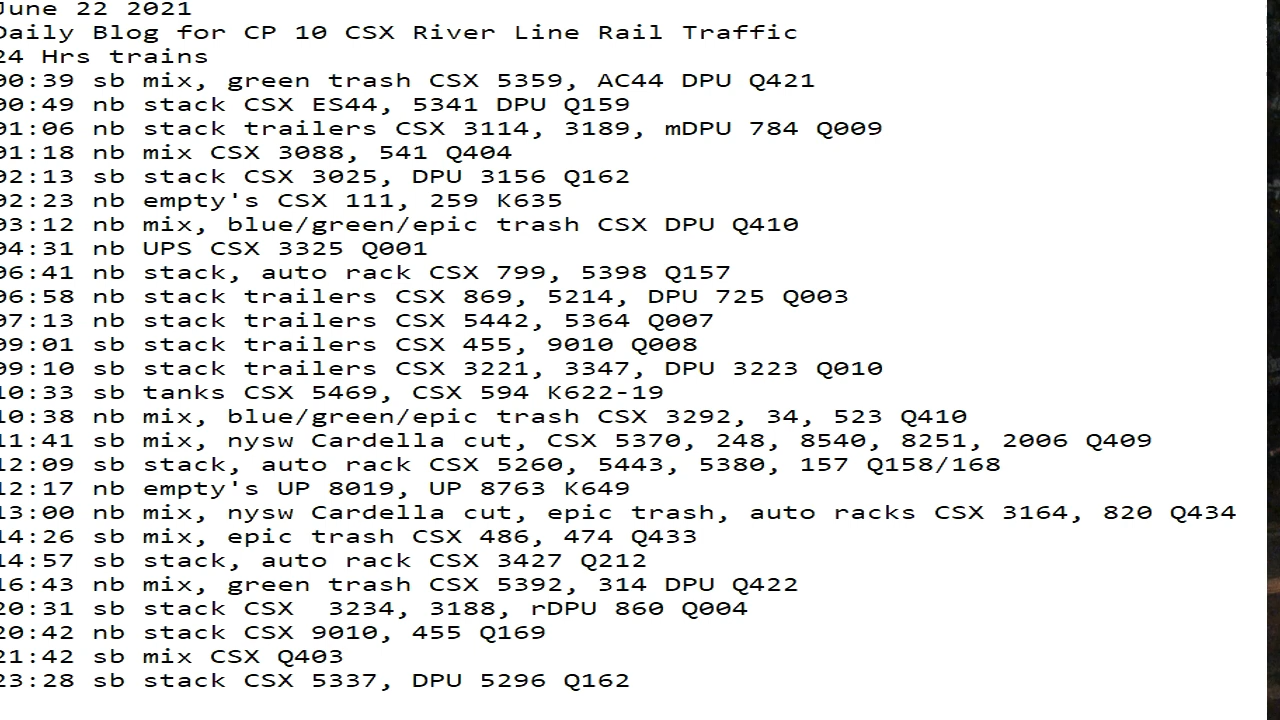 June 22 2021
Daily Blog for CP 10 CSX River Line Rail Traffic
24 Hrs trains
00:39 sb mix, green trash CSX 5359, AC44 DPU Q421
00:49 nb stack CSX ES44, 5341 DPU Q159
01:06 nb stack trailers CSX 3114, 3189, mDPU 784 Q009
01:18 nb mix CSX 3088, 541 Q404
02:13 sb stack CSX 3025, DPU 3156 Q162
02:23 nb empty's CSX 111, 259 K635
03:12 nb mix, blue/green/epic trash CSX DPU Q410
04:31 nb UPS CSX 3325 Q001
06:41 nb stack, auto rack CSX 799, 5398 Q157
06:58 nb stack trailers CSX 869, 5214, DPU 725 Q003
07:13 nb stack trailers CSX 5442, 5364 Q007
09:01 sb stack trailers CSX 455, 9010 Q008
09:10 sb stack trailers CSX 3221, 3347, DPU 3223 Q010
10:33 sb tanks CSX 5469, CSX 594 K622-19
10:38 nb mix, blue/green/epic trash CSX 3292, 34, 523 Q410
11:41 sb mix, nysw Cardella cut, CSX 5370, 248, 8540, 8251, 2006 Q409
12:09 sb stack, auto rack CSX 5260, 5443, 5380, 157 Q158/168
12:17 nb empty's UP 8019, UP 8763 K649
13:00 nb mix, nysw Cardella cut, epic trash, auto racks CSX 3164, 820 Q434
14:26 sb mix, epic trash CSX 486, 474 Q433
14:57 sb stack, auto rack CSX 3427 Q212
16:43 nb mix, green trash CSX 5392, 314 DPU Q422
20:31 sb stack CSX  3234, 3188, rDPU 860 Q004
20:42 nb stack CSX 9010, 455 Q169
21:42 sb mix CSX Q403
23:28 sb stack CSX 5337, DPU 5296 Q162